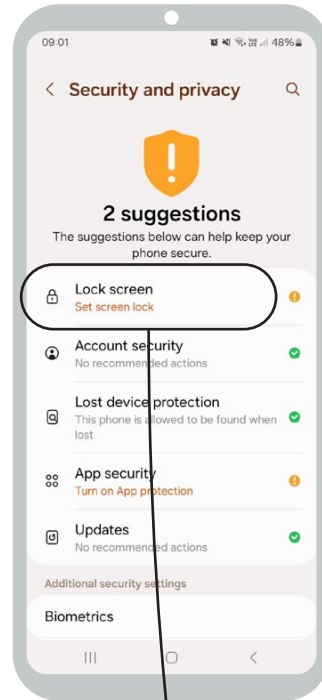 09:01 48%
Security and privacy
2 suggestions
The suggestions below can help keep your
phone secure.
Lock screen
Set screen lock
Account security
No recommended actions
Lost device protection
This phone is allowed to be found when
lost
App security
Turn on App protection
Updates
No recommended actions
Additional security settings
Biometrics